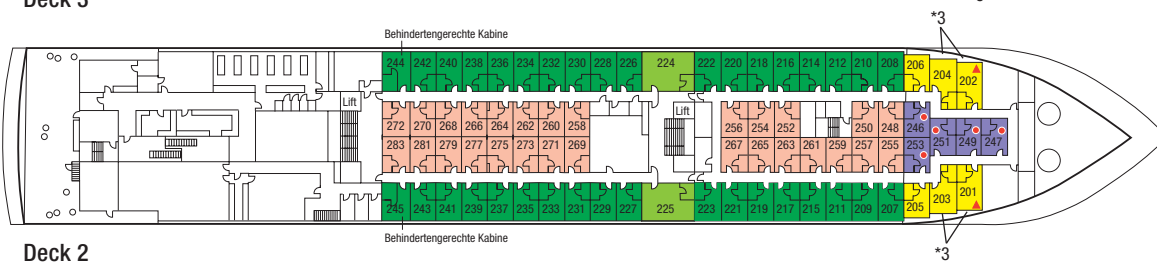 Deck 3
*3
Behindertengerechte Kabine
244 242 240 238 236 234 232 230 228 226 224 222 220 218 216 214 212 210 208 206 204 202
Lift
Lift
272 270 268 266 264 262 260 258 256 254 252 250 248 246
251 249 247
283 281 279 277 275 273 271 269 267 265 263 261 259 257 255 253
245 243 241 239 237 235 233 231 229 227 225 223 221 219 217 215 211 209 207 205 203 201
Behindertengerechte Kabine
Deck 2
*3